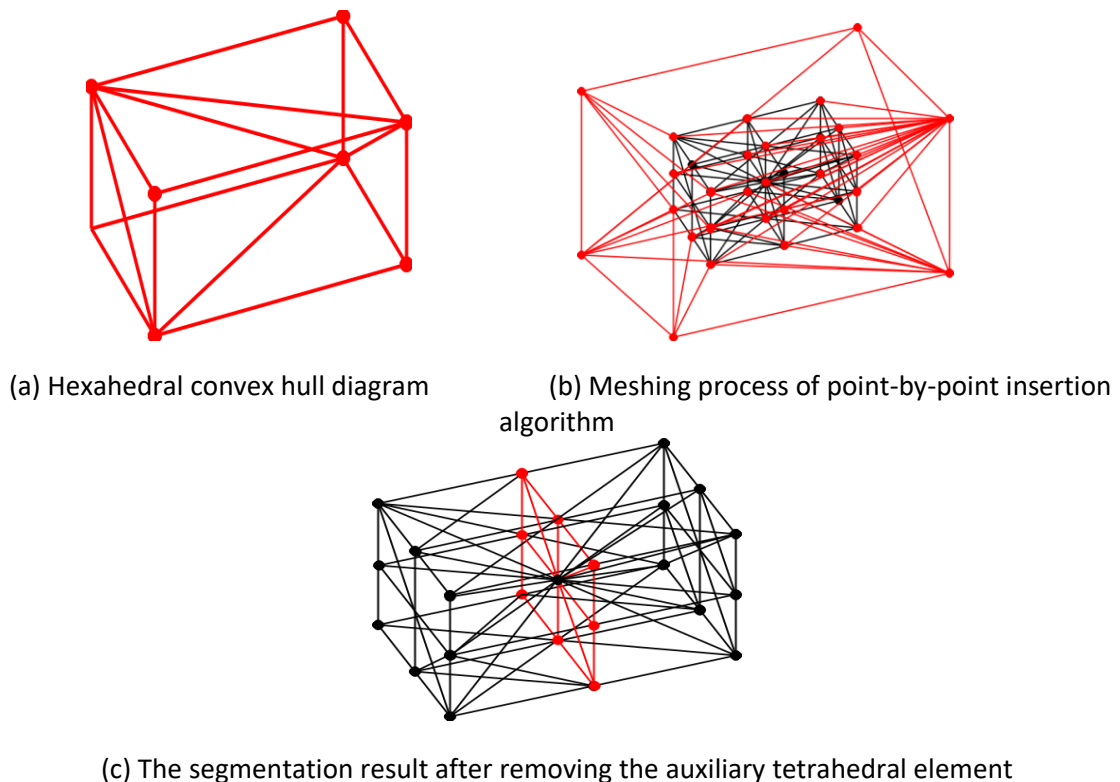 (a) Hexahedral convex hull diagram
(b) Meshing process of point-by-point insertion
algorithm
(c) The segmentation result after removing the auxiliary tetrahedral element